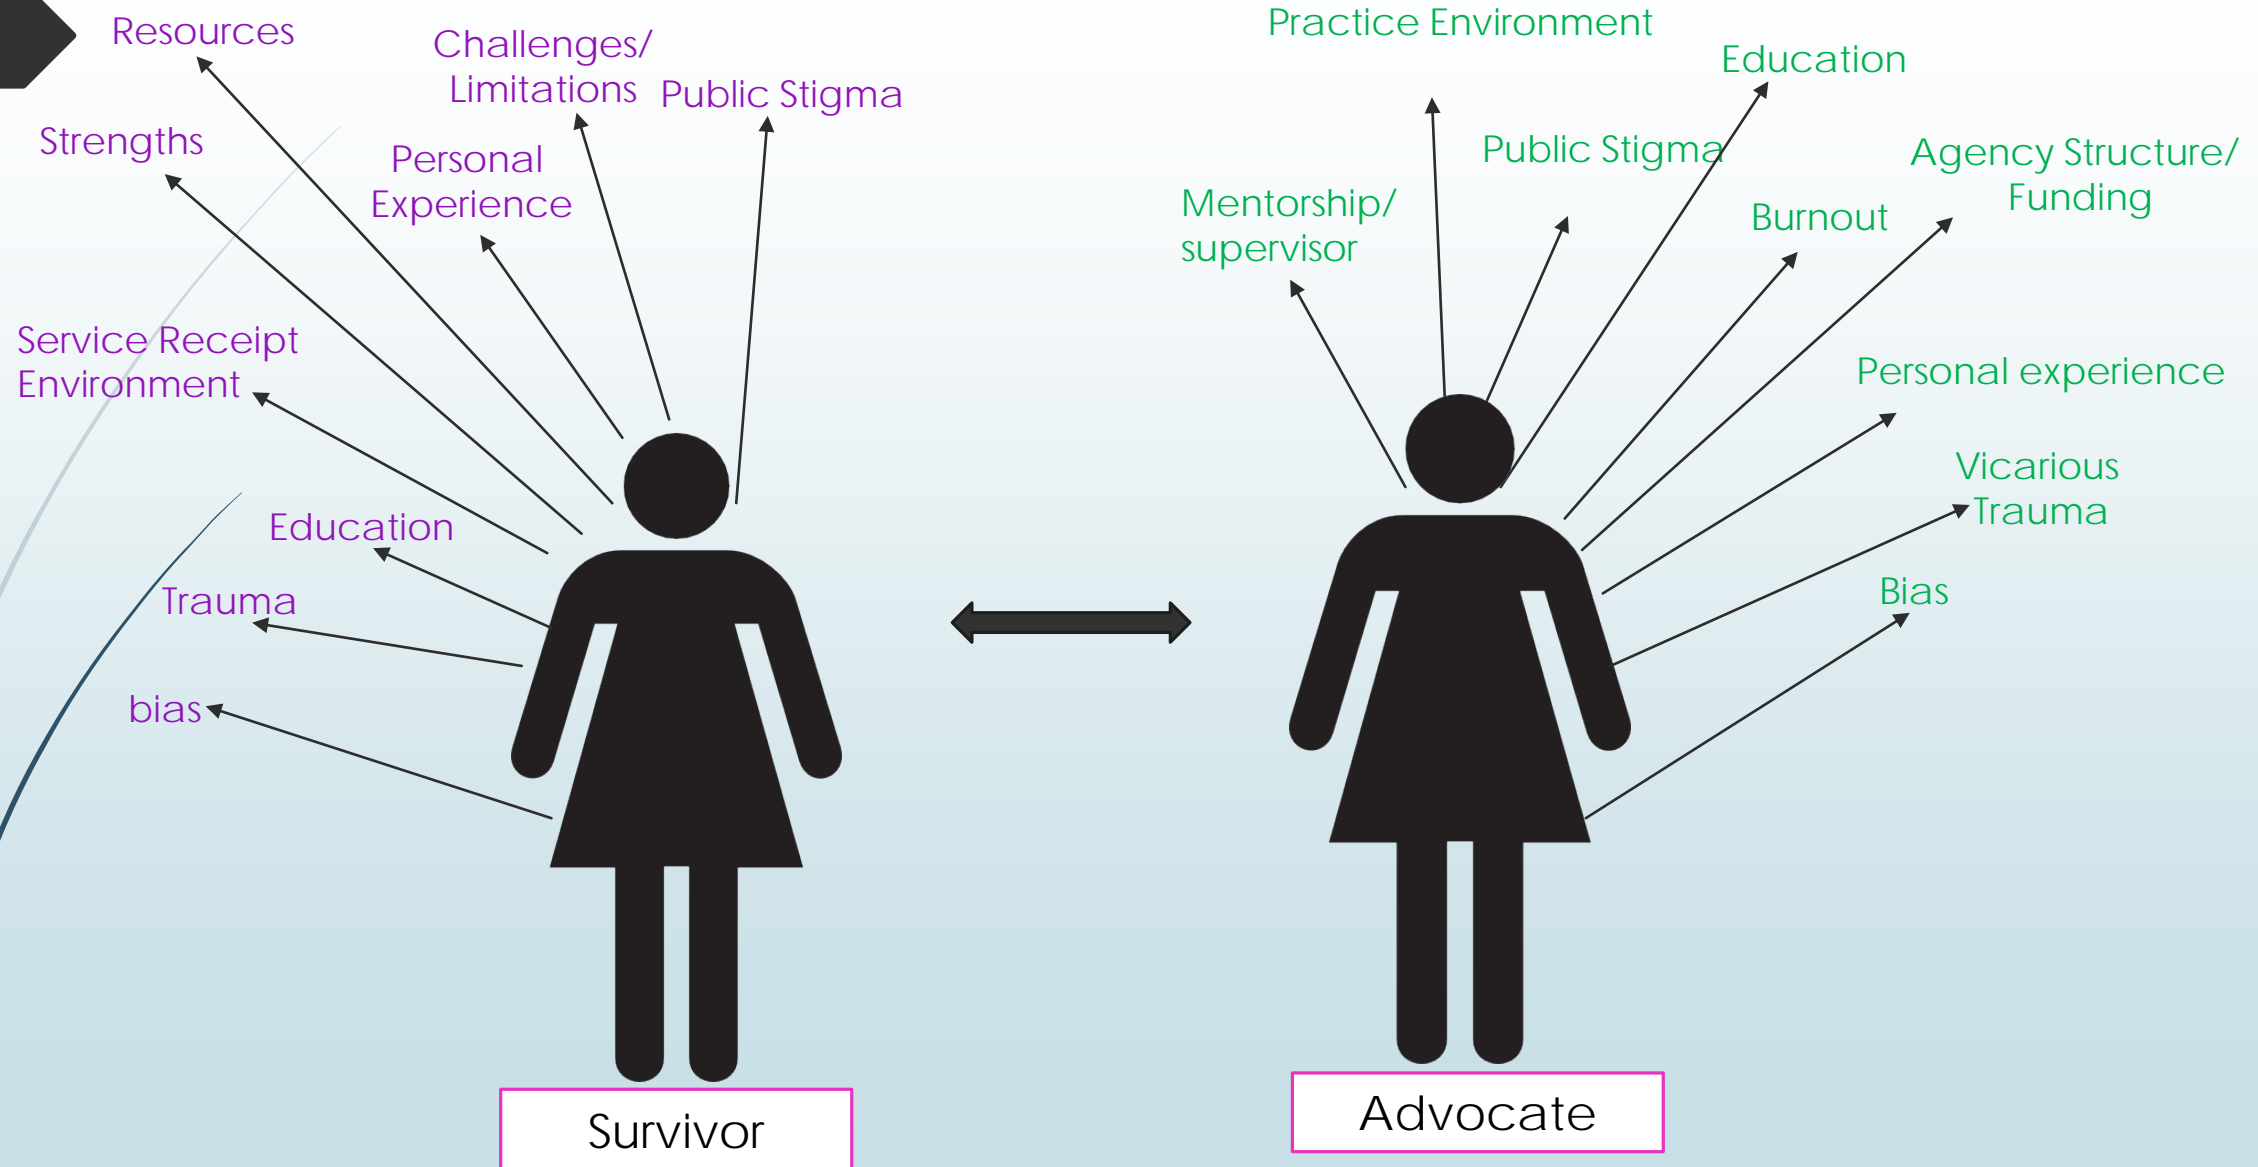 Resources
Challenges/
Limitations
Public Stigma
Strengths
Personal
Experience
Service Receipt
Environment
Education
Trauma
bias
Survivor
Practice Environment
Education
Public Stigma
Agency Structure/
Funding
Mentorship/
supervisor
Burnout
Personal experience
Vicarious
Trauma
Bias
Advocate